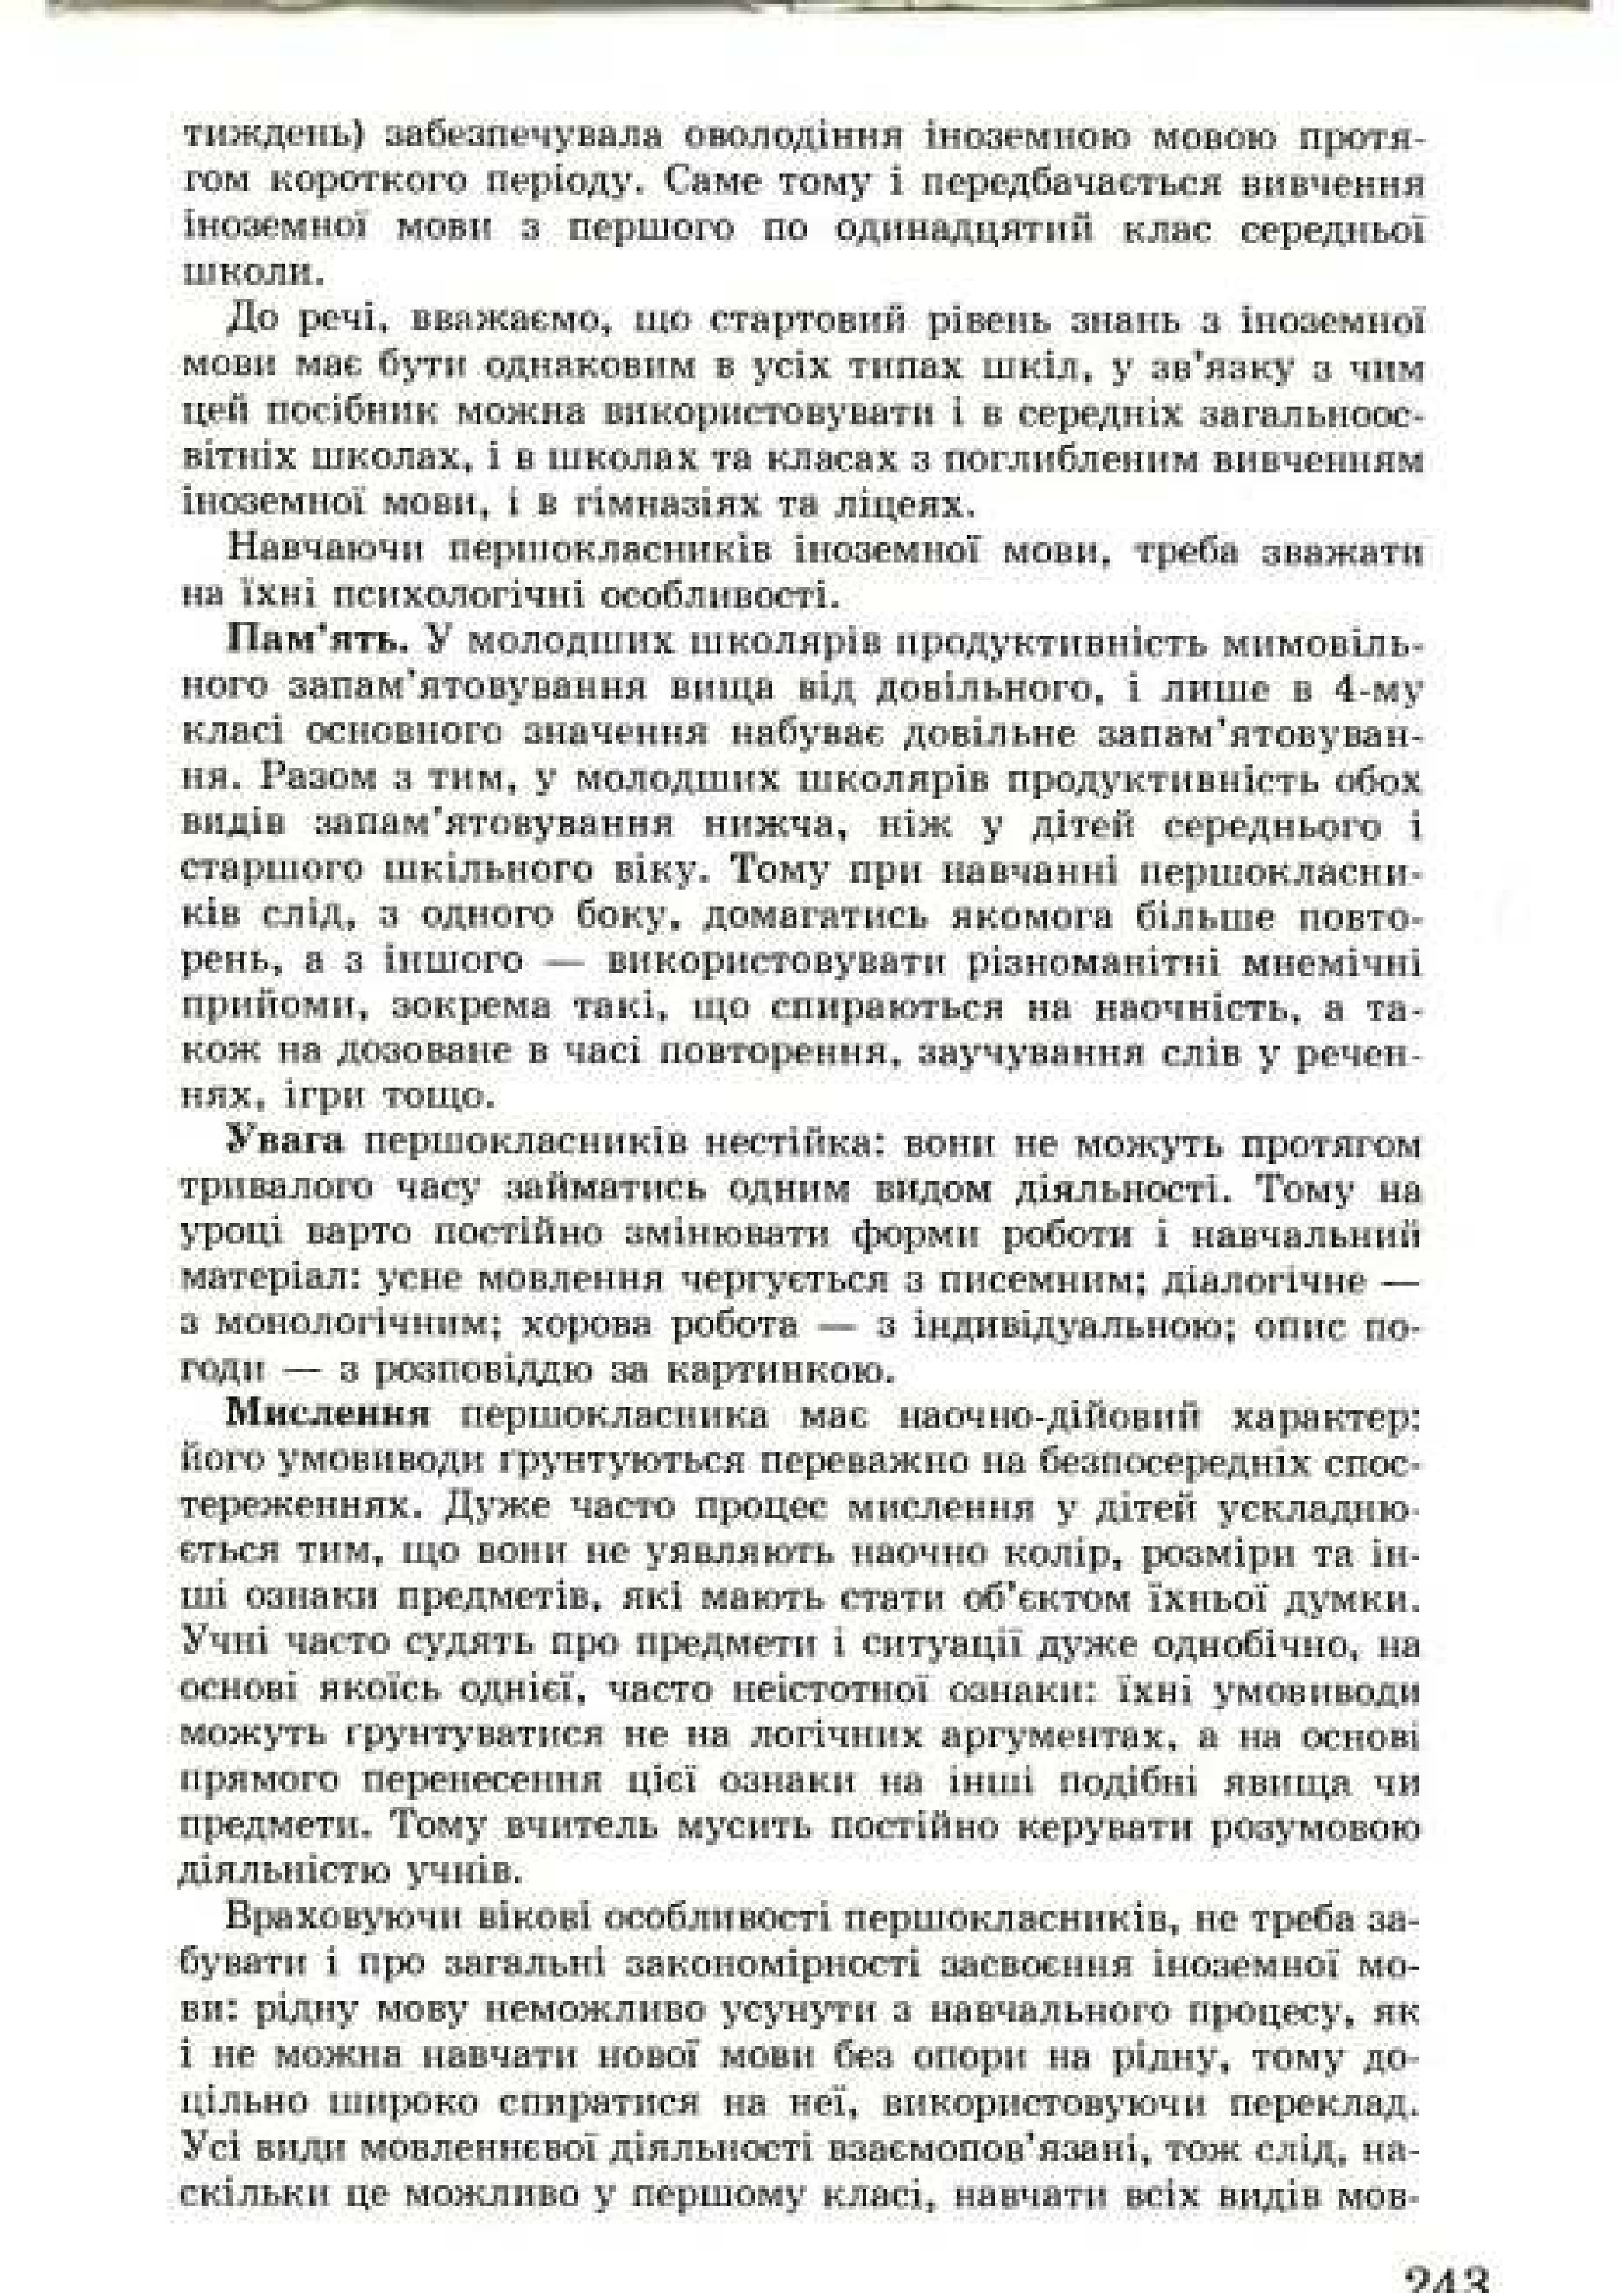 тиждень) забезпечувала оволодіння іноземною мовою протя-
гом короткого періоду. Саме тому і передбачається вивчення
іноземної мови з першого по одинадцятий клас середньої
школи.
До речі, вважаємо, що стартовий рівень знань з іноземної
мови має бути однаковим в усіх типах шкіл, у зв'язку з чим
цей посібник можна використовувати і в середніх загальноос-
вітніх школах, і в школах та класах з поглибленим вивченням
іноземної мови, і в гімназіях та ліцеях.
Навчаючи першокласників іноземної мови, треба зважати
на їхні психологічні особливості.
Пам'ять. У молодших школярів продуктивність мимовіль-
ного запам'ятовування вища від довільного, і лише в 4-му
класі основного значення набуває довільне запам'ятовуван-
ня. Разом з тим, у молодших школярів продуктивність обох
видів запам'ятовування нижча, ніж у дітей середнього і
старшого шкільного віку. Тому при навчанні першокласни-
ків слід, з одного боку, домагатись якомога більше повто-
рень, а з іншого — використовувати різноманітні мнемічні
прийоми, зокрема такі, що спираються на наочність, а та-
кож на дозоване в часі повторення, заучування слів у речен-
нях, ігри тощо.
Увага першокласників нестійка: вони не можуть протягом
тривалого часу займатись одним видом діяльності. Тому на
уроці варто постійно змінювати форми роботи і навчальний
матеріал: усне мовлення чергується з писемним; діалогічне —
з монологічним; хорова робота — з індивідуальною; опис по-
годи — з розповіддю за картинкою.
Мислення першокласника має наочно-дійовий характер:
його умовиводи грунтуються переважно на безпосередніх спос-
тереженнях. Дуже часто процес мислення у дітей ускладню-
ється тим, що вони не уявляють наочно колір, розміри та ін-
ші ознаки предметів, які мають стати об'єктом їхньої думки.
Учні часто судять про предмети і ситуації дуже однобічно, на
основі якоїсь однієї, часто неістотної ознаки: їхні умовиводи
можуть грунтуватися не на логічних аргументах, а на основі
прямого перенесення цієї ознаки на інші подібні явища чи
предмети. Тому вчитель мусить постійно керувати розумовою
діяльністю учнів.
Враховуючи вікові особливості першокласників, не треба за-
бувати і про загальні закономірності засвоєння іноземної мо-
ви: рідну мову неможливо усунути з навчального процесу, як
і не можна навчати нової мови без опори на рідну, тому до-
цільно широко спиратися на неї, використовуючи переклад.
Усі види мовленнєвої діяльності взаємопов'язані, тож слід, на-
скільки це можливо у першому класі, навчати всіх видів мов-
243